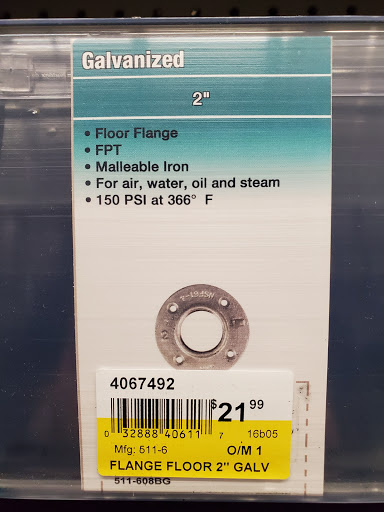 Galvanized
2"
• Floor Flange
• FPT
• Malleable Iron
• For air, water, oil and steam
• 150 PSI at 366° F
4067492
$21 99
0 32888 40611 7
16b05
Mfg: 511-6 O/M 1
FLANGE FLOOR 2" GALV
511-608BG